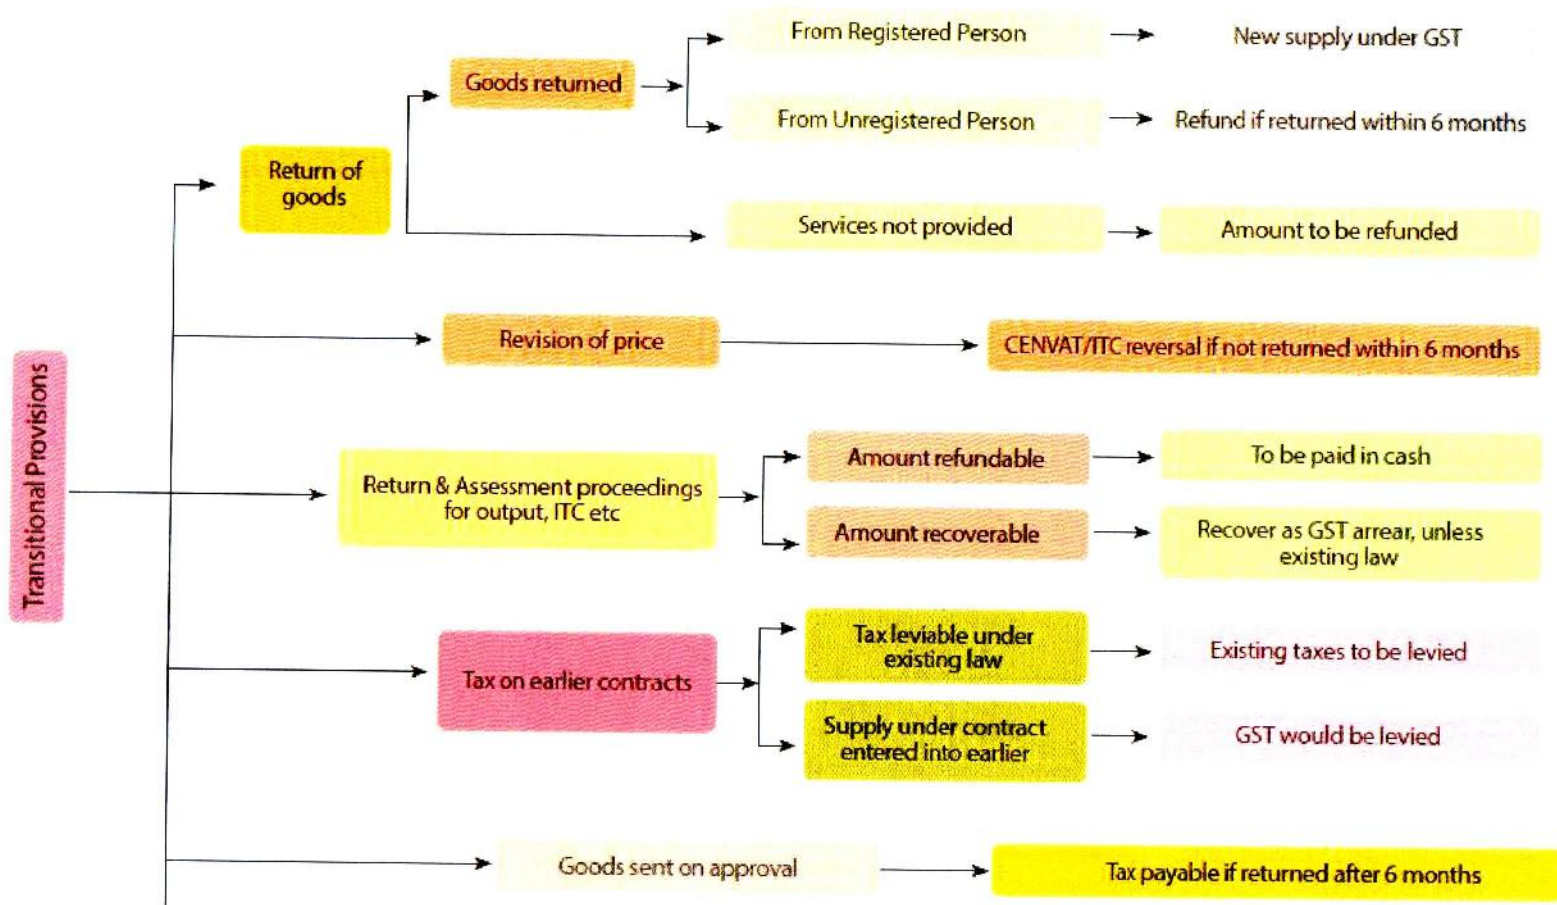 From Registered Person
New supply under GST
Goods returned
From Unregistered Person
Refund if returned within 6 months
Return of
goods
Services not provided
Amount to be refunded
Revision of price
CENVAT/ITC reversal if not returned within 6 months
Transitional Provisions
Return & Assessment proceedings
for output, ITC etc
Amount refundable
To be paid in cash
Amount recoverable
Recover as GST arrear, unless
existing law
Tax on earlier contracts
Tax leviable under
existing law
Existing taxes to be levied
Supply under contract
entered into earlier
GST would be levied
Goods sent on approval
Tax payable if returned after 6 months